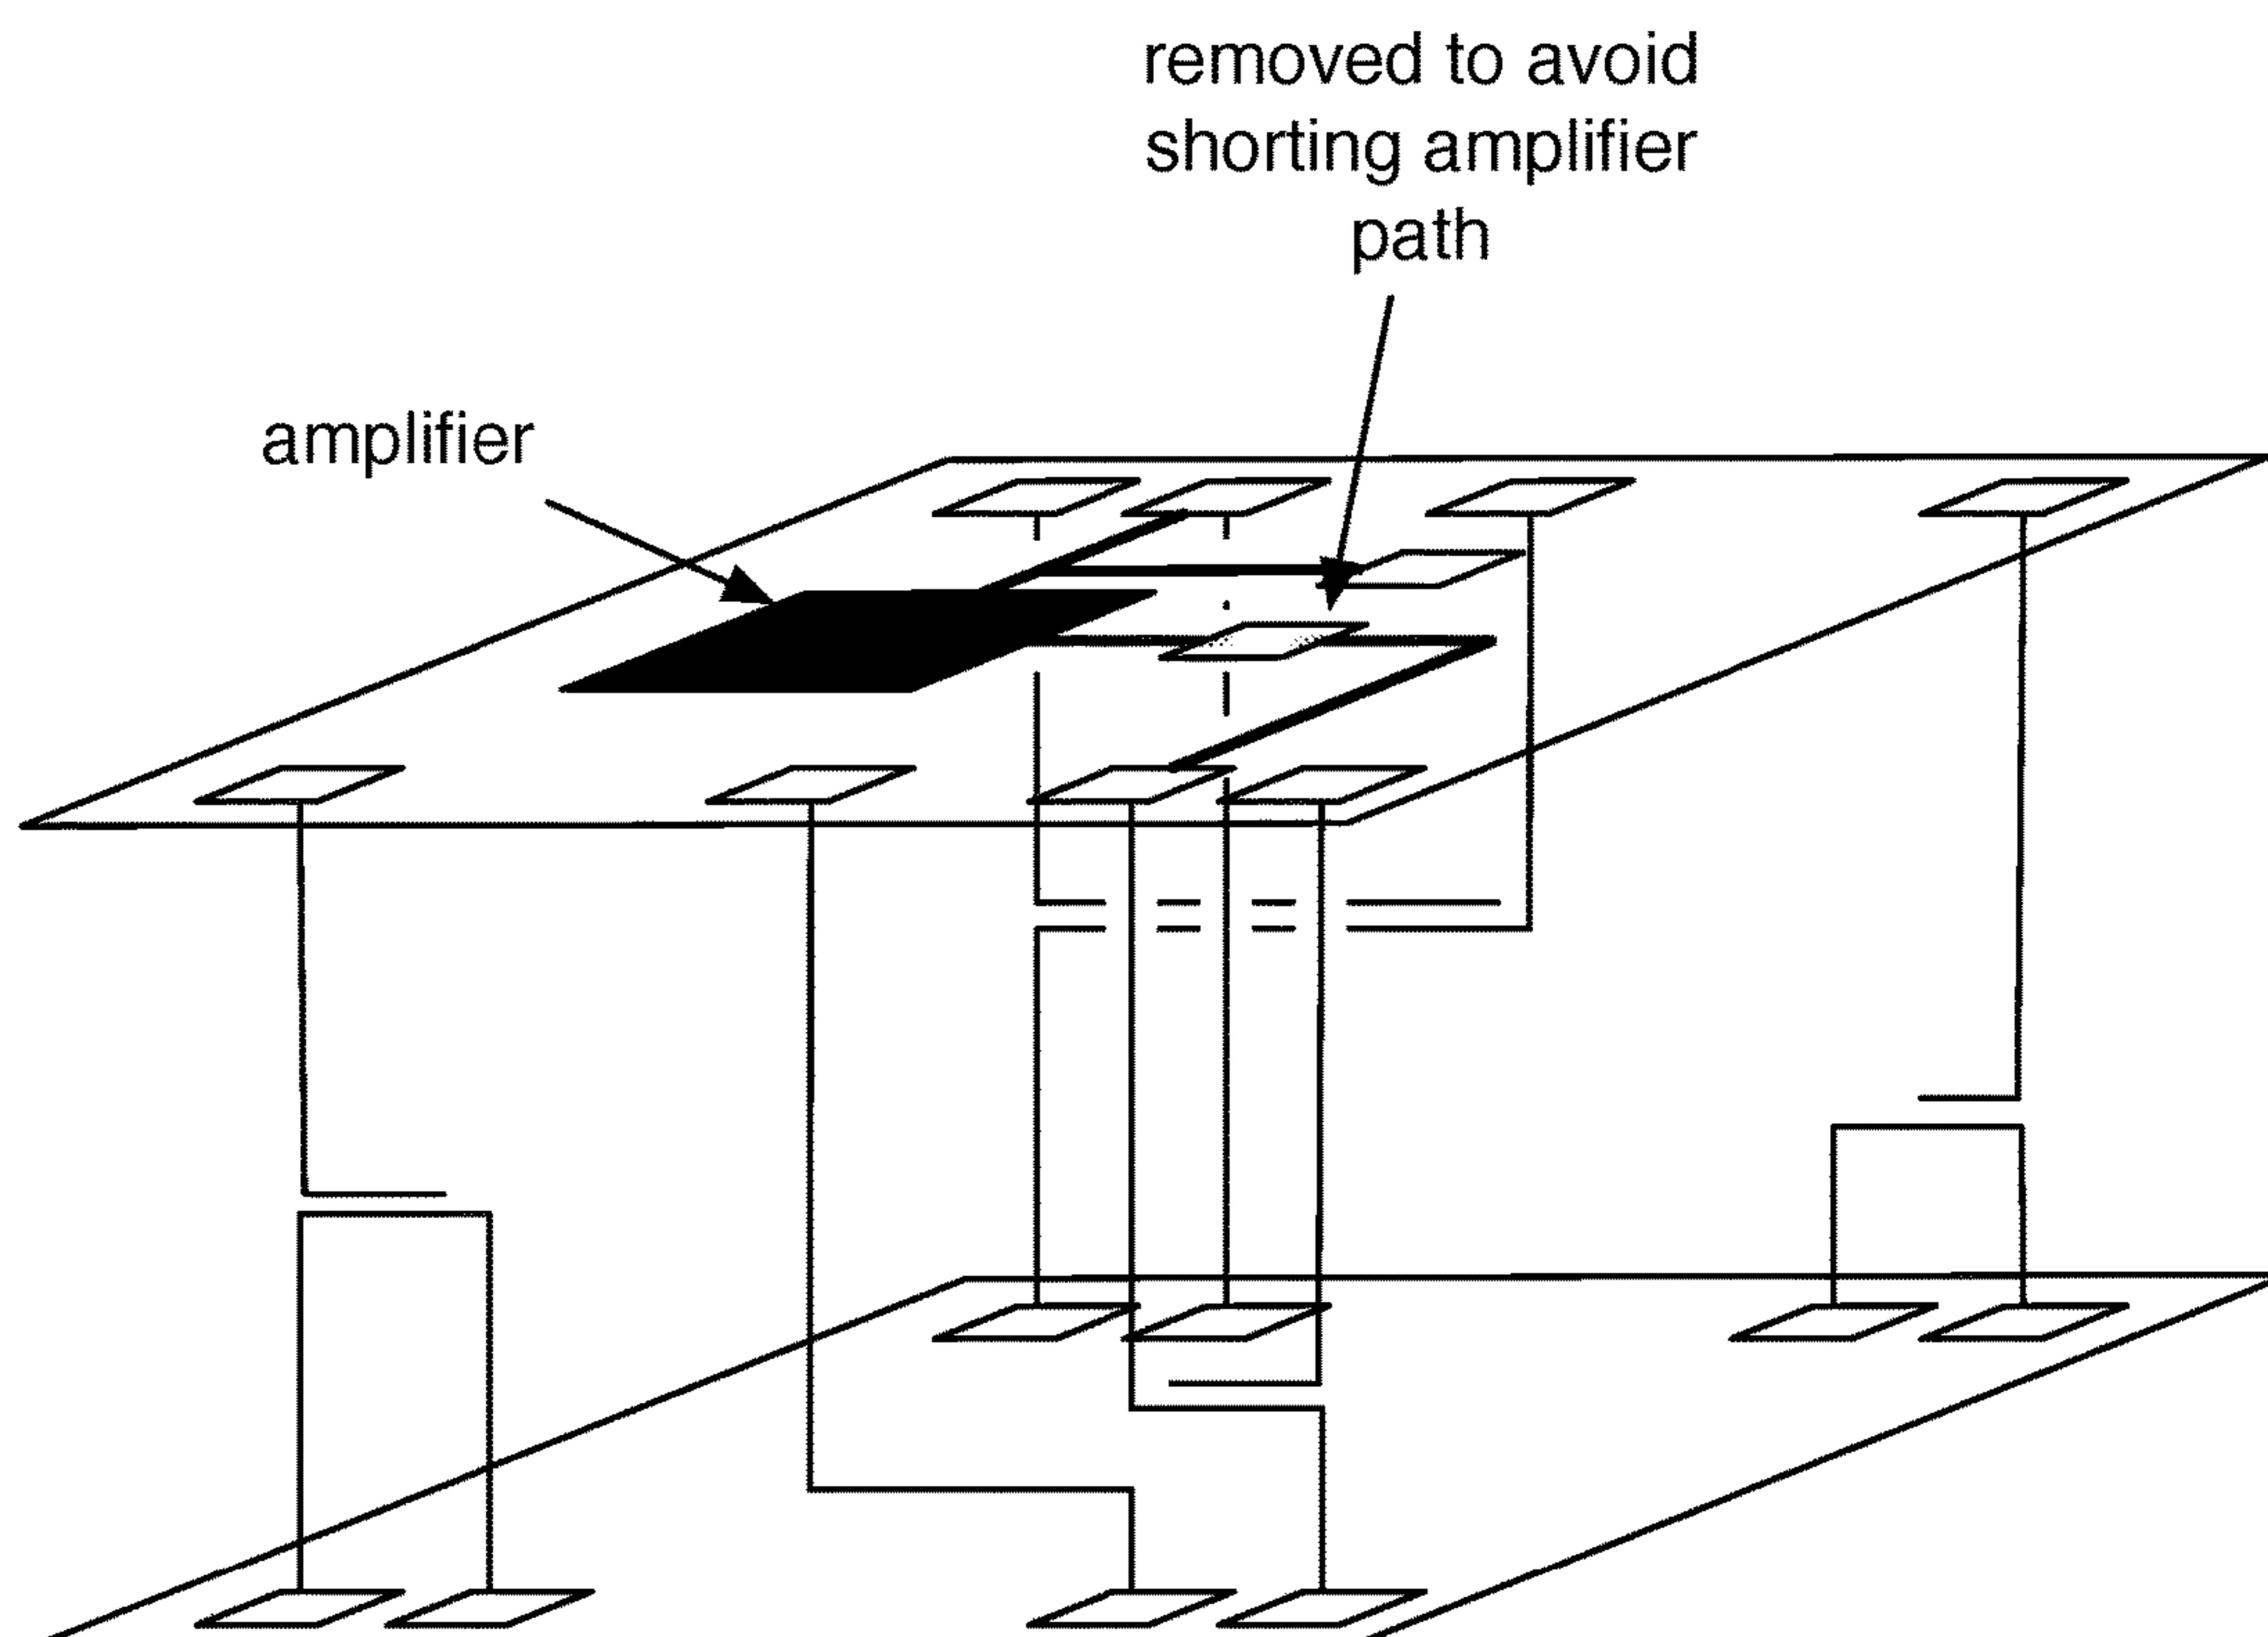 removed to avoid
shorting amplifier
path
amplifier